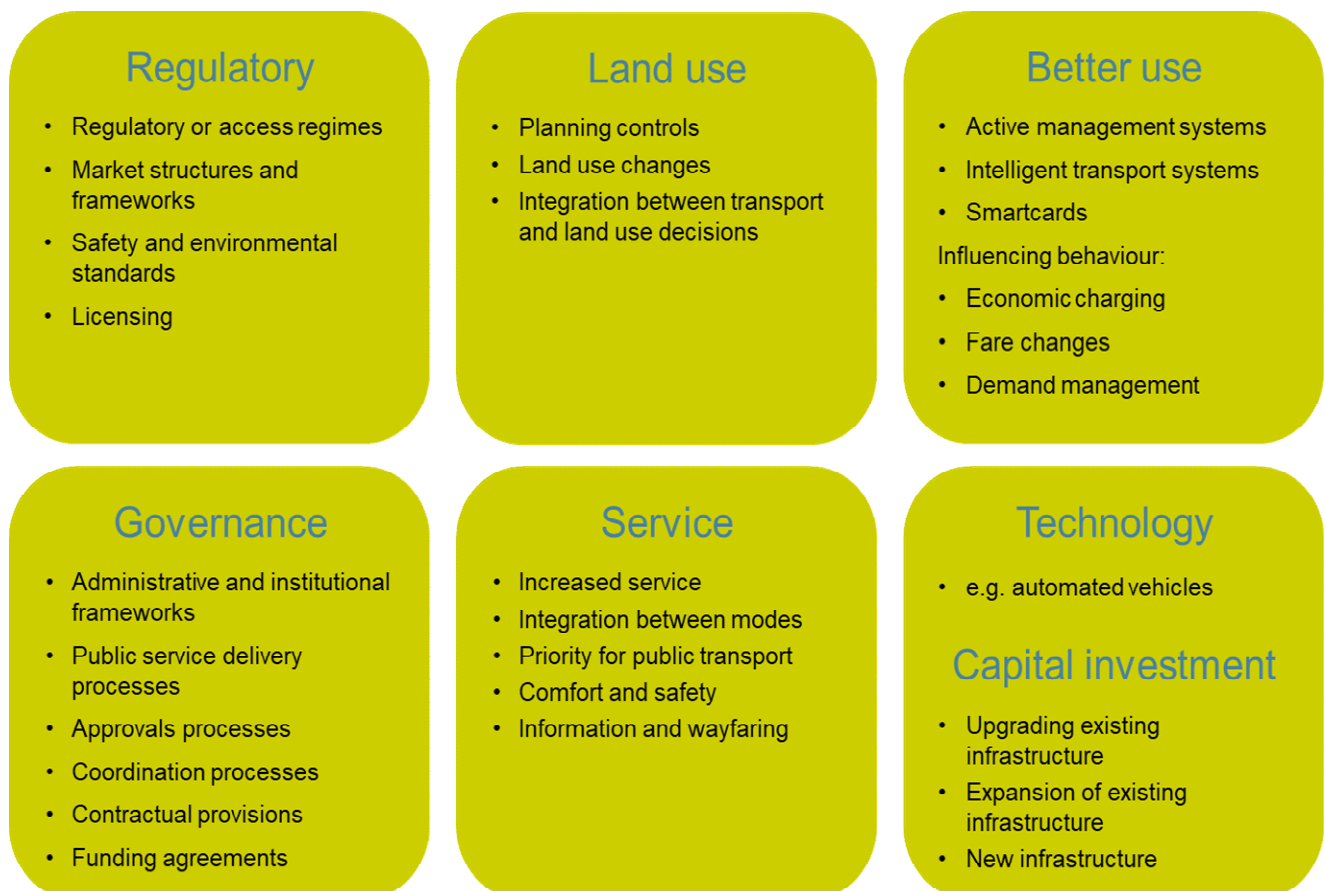 Regulatory
• Regulatory or access regimes
• Market structures and
frameworks
• Safety and environmental
standards
• Licensing
Land use
• Planning controls
• Land use changes
• Integration between transport
and land use decisions
Better use
• Active management systems
• Intelligent transport systems
• Smartcards
Influencing behaviour:
• Economic charging
• Fare changes
• Demand management
Governance
• Administrative and institutional
frameworks
• Public service delivery
processes
• Approvals processes
• Coordination processes
• Contractual provisions
• Funding agreements
Service
• Increased service
• Integration between modes
• Priority for public transport
• Comfort and safety
• Information and wayfaring
Technology
• e.g. automated vehicles
Capital investment
• Upgrading existing
infrastructure
• Expansion of existing
infrastructure
• New infrastructure